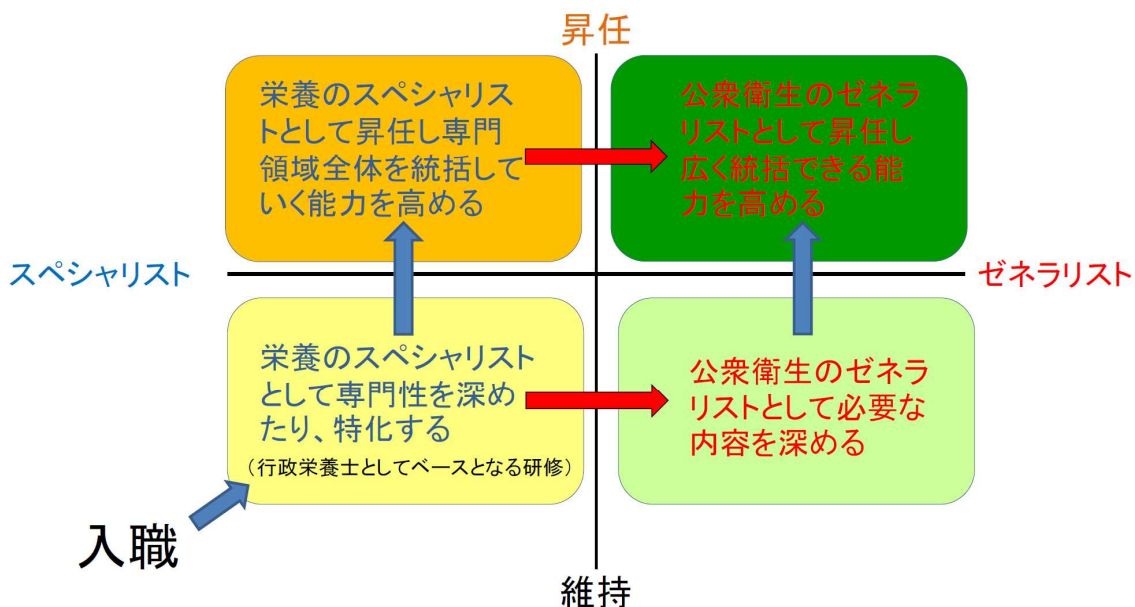 昇任
栄養のスペシャリス
トとして昇任し専門
領域全体を統括して
いく能力を高める
公衆衛生のゼネラ
リストとして昇任し
広く統括できる能
力を高める
スペシャリスト
ゼネラリスト
栄養のスペシャリスト
として専門性を深め
たり、特化する
（行政栄養士としてベースとなる研修）
公衆衛生のゼネラ
リストとして必要な
内容を深める
入職
維持